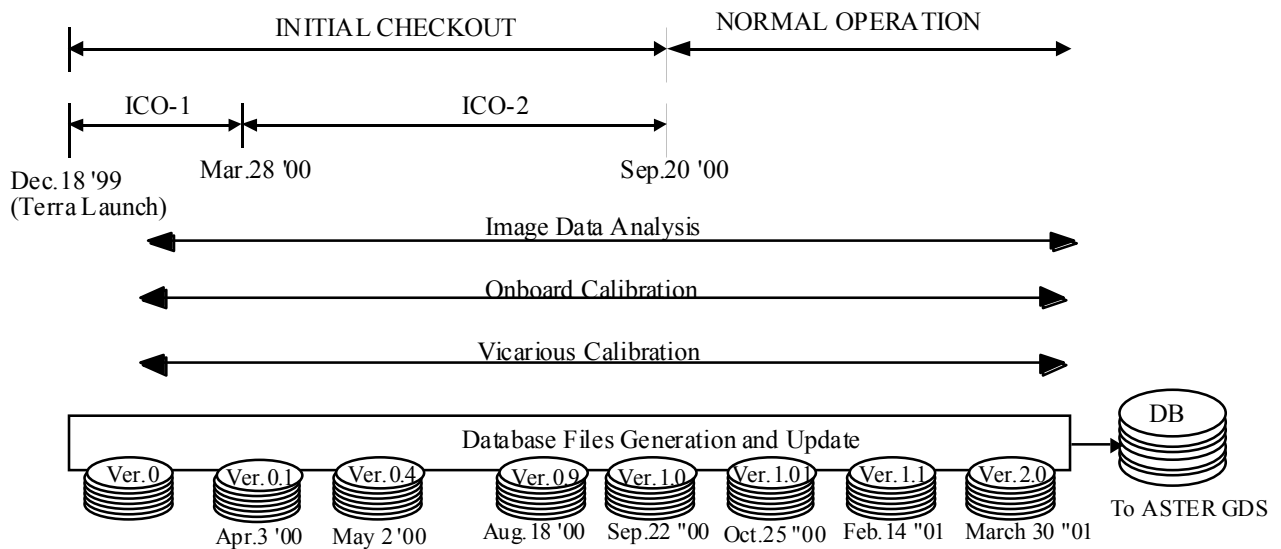 INITIAL CHECKOUT
NORMAL OPERATION
ICO-1
ICO-2
Dec.18 '99
(Terra Launch)
Mar.28 '00
Sep.20 '00
Image Data Analysis
Onboard Calibration
Vicarious Calibration
Database Files Generation and Update
DB
Ver.0
Ver.0.1
Ver.0.4
Ver.0.9
Ver.1.0
Ver.1.01
Ver.1.1
Ver.2.0
Apr.3 '00
May 2 '00
Aug.18 '00
Sep.22 "00
Oct.25 "00
Feb.14 "01
March 30 "01
To ASTER GDS